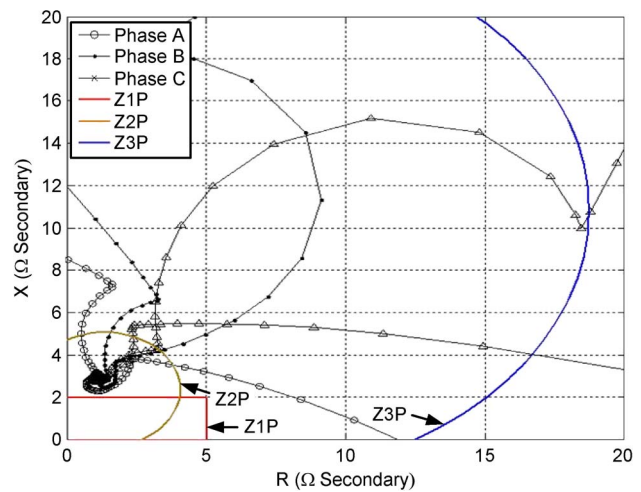 20
18
16
14
12
10
8
6
4
2
0
X (Ω Secondary)
Phase A
Phase B
Phase C
Z1P
Z2P
Z3P
Z2P
Z1P
Z3P
0
5
10
15
20
R (Ω Secondary)